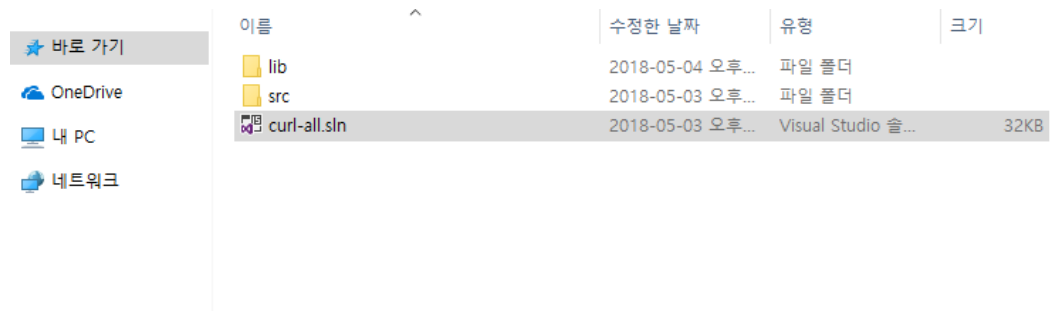 이름 수정한 날짜 유형 크기
바로 가기
OneDrive
내 PC
네트워크
lib 2018-05-04 오후... 파일 폴더
src 2018-05-03 오후... 파일 폴더
curl-all.sln 2018-05-03 오후... Visual Studio 솔... 32KB